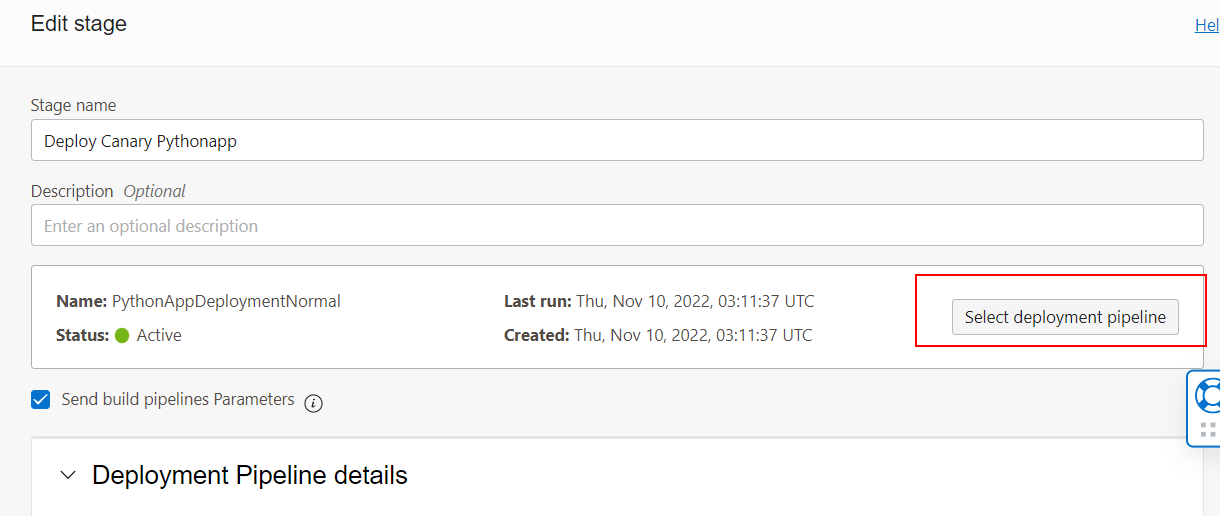 Edit stage
Hel
Stage name
Deploy Canary Pythonapp
Description Optional
Enter an optional description
Name: PythonAppDeploymentNormal
Last run: Thu, Nov 10, 2022, 03:11:37 UTC
Select deployment pipeline
Status: Active
Created: Thu, Nov 10, 2022, 03:11:37 UTC
Send build pipelines Parameters
Deployment Pipeline details